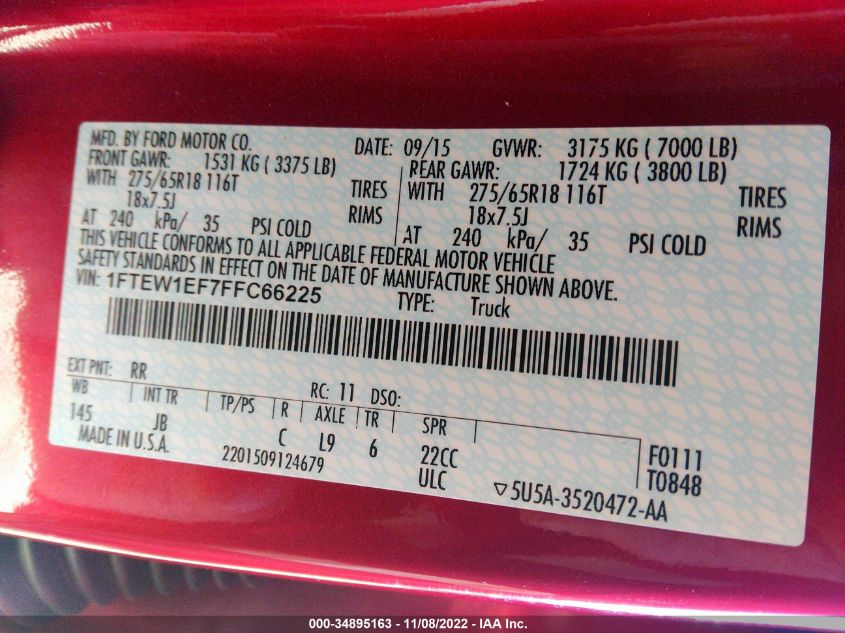 MFD. BY FORD MOTOR CO.
DATE: 09/15 GVWR: 3175 KG ( 7000 LB)
FRONT GAWR: 1531 KG ( 3375 LB)
REAR GAWR: 1724 KG ( 3800 LB)
WITH 275/65R18 116T TIRES
WITH 275/65R18 116T TIRES
18x7.5J RIMS
18x7.5J RIMS
AT 240 kPa/ 35 PSI COLD
AT 240 kPa/ 35 PSI COLD
THIS VEHICLE CONFORMS TO ALL APPLICABLE FEDERAL MOTOR VEHICLE
SAFETY STANDARDS IN EFFECT ON THE DATE OF MANUFACTURE SHOWN ABOVE.
VIN: 1FTEW1EF7FFC66225
TYPE: Truck
EXT PNT: RR RC: 11 DSO:
WB INT TR TP/PS R AXLE TR SPR
145 JB C L9 6 22CC
ULC
F0111
T0848
MADE IN U.S.A. 2201509124679
▽5U5A-3520472-AA
000-34895163 - 11/08/2022 - IAA Inc.